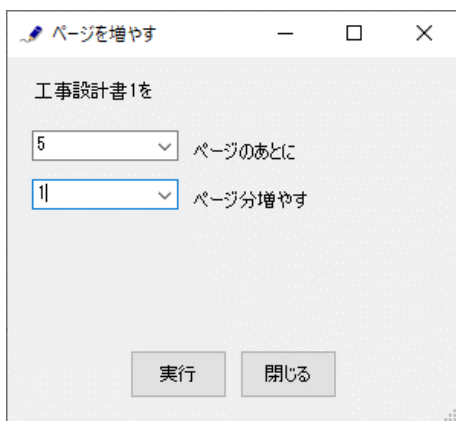 ページを増やす
工事設計書1を
5 ページのあとに
1 ページ分増やす
実行 閉じる